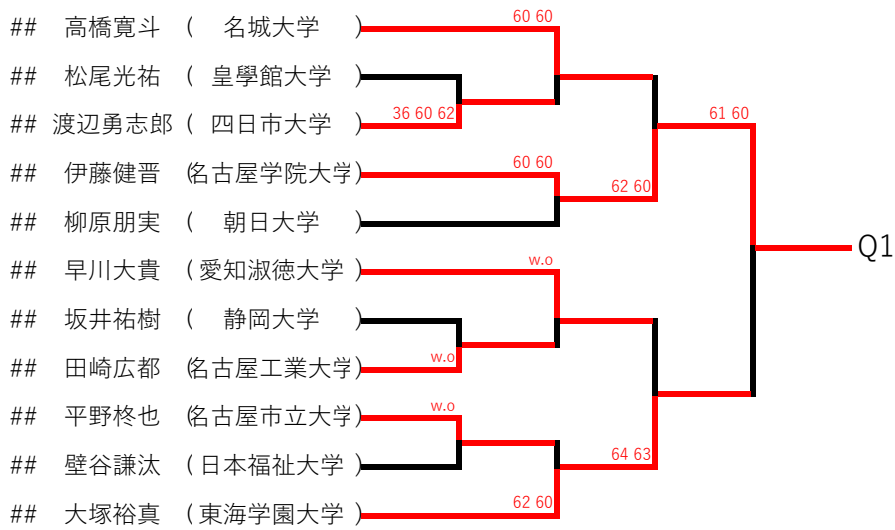 60 60
## 高橋寛斗 ( 名城大学 )
## 松尾光祐 ( 皇學館大学 )
36 60 62
61 60
## 渡辺勇志郎 ( 四日市大学 )
60 60
## 伊藤健晋 (名古屋学院大学)
62 60
## 柳原朋実 ( 朝日大学 )
Q1
w.o
## 早川大貴 ( 愛知淑徳大学 )
## 坂井祐樹 ( 静岡大学 )
w.o
## 田崎広都 (名古屋工業大学)
w.o
## 平野柊也 (名古屋市立大学)
64 63
## 壁谷謙汰 ( 日本福祉大学 )
62 60
## 大塚裕真 ( 東海学園大学 )